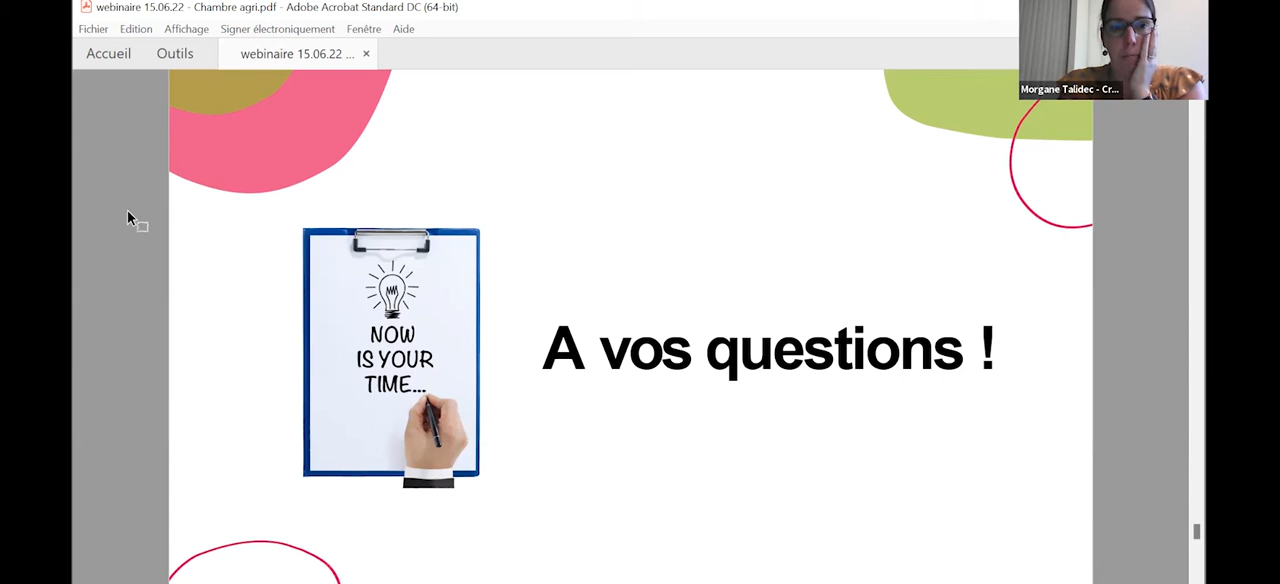 webinaire 15.06.22 - Chambre agri.pdf - Adobe Acrobat Standard DC (64-bit)
Fichier Edition Affichage Signer électroniquement Fenêtre Aide
Accueil Outils webinaire 15.06.22 ... ×
Morgane Talidec - Cr...
NOW
IS YOUR
TIME...
A vos questions !